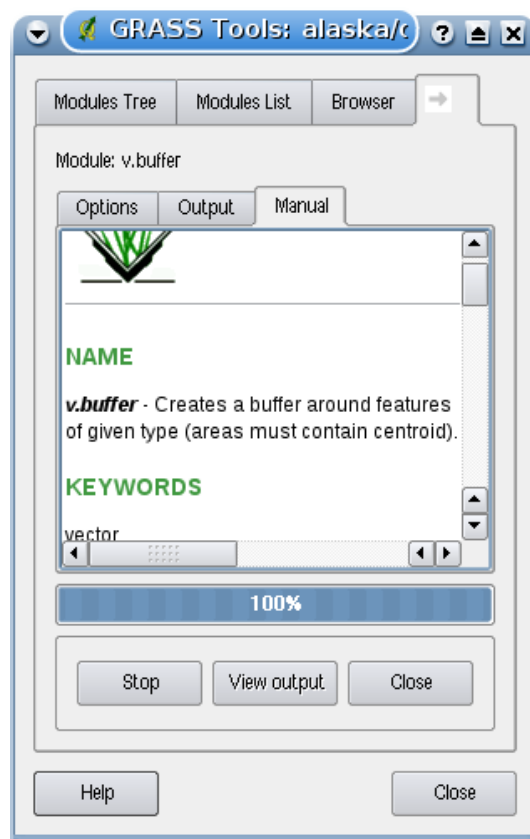 GRASS Tools: alaska/
Modules Tree Modules List Browser
Module: v.buffer
Options Output Manual
NAME
v.buffer - Creates a buffer around features
of given type (areas must contain centroid).
KEYWORDS
vector
100%
Stop View output Close
Help Close